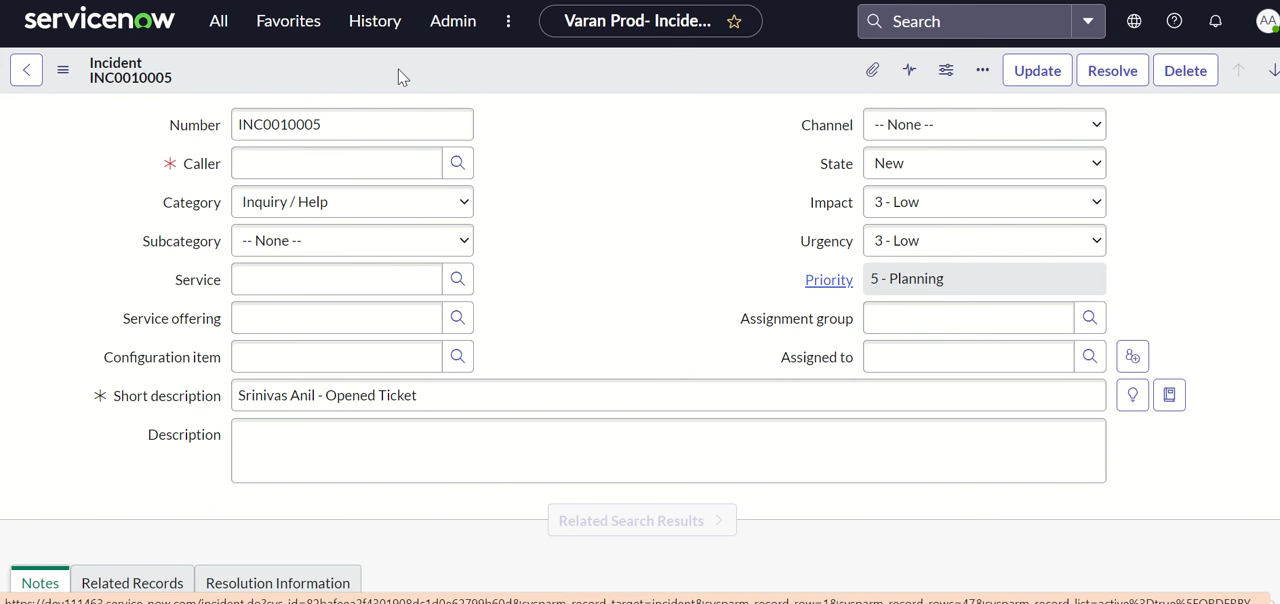 servicenow All Favorites History Admin Varan Prod- Incide... Search AA
Incident
INC0010005
Update Resolve Delete
Number INC0010005 Channel -- None --
* Caller State New
Category Inquiry / Help Impact 3 - Low
Subcategory -- None -- Urgency 3 - Low
Service Priority 5 - Planning
Service offering Assignment group
Configuration item Assigned to
* Short description Srinivas Anil - Opened Ticket
Description
Related Search Results
Notes Related Records Resolution Information